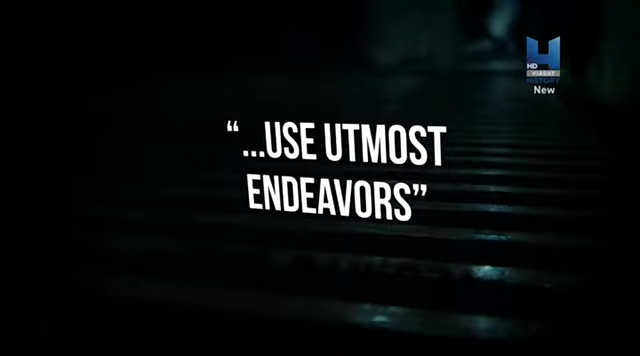 HD
VIASAT
HISTORY
New
“...USE UTMOST
ENDEAVORS”